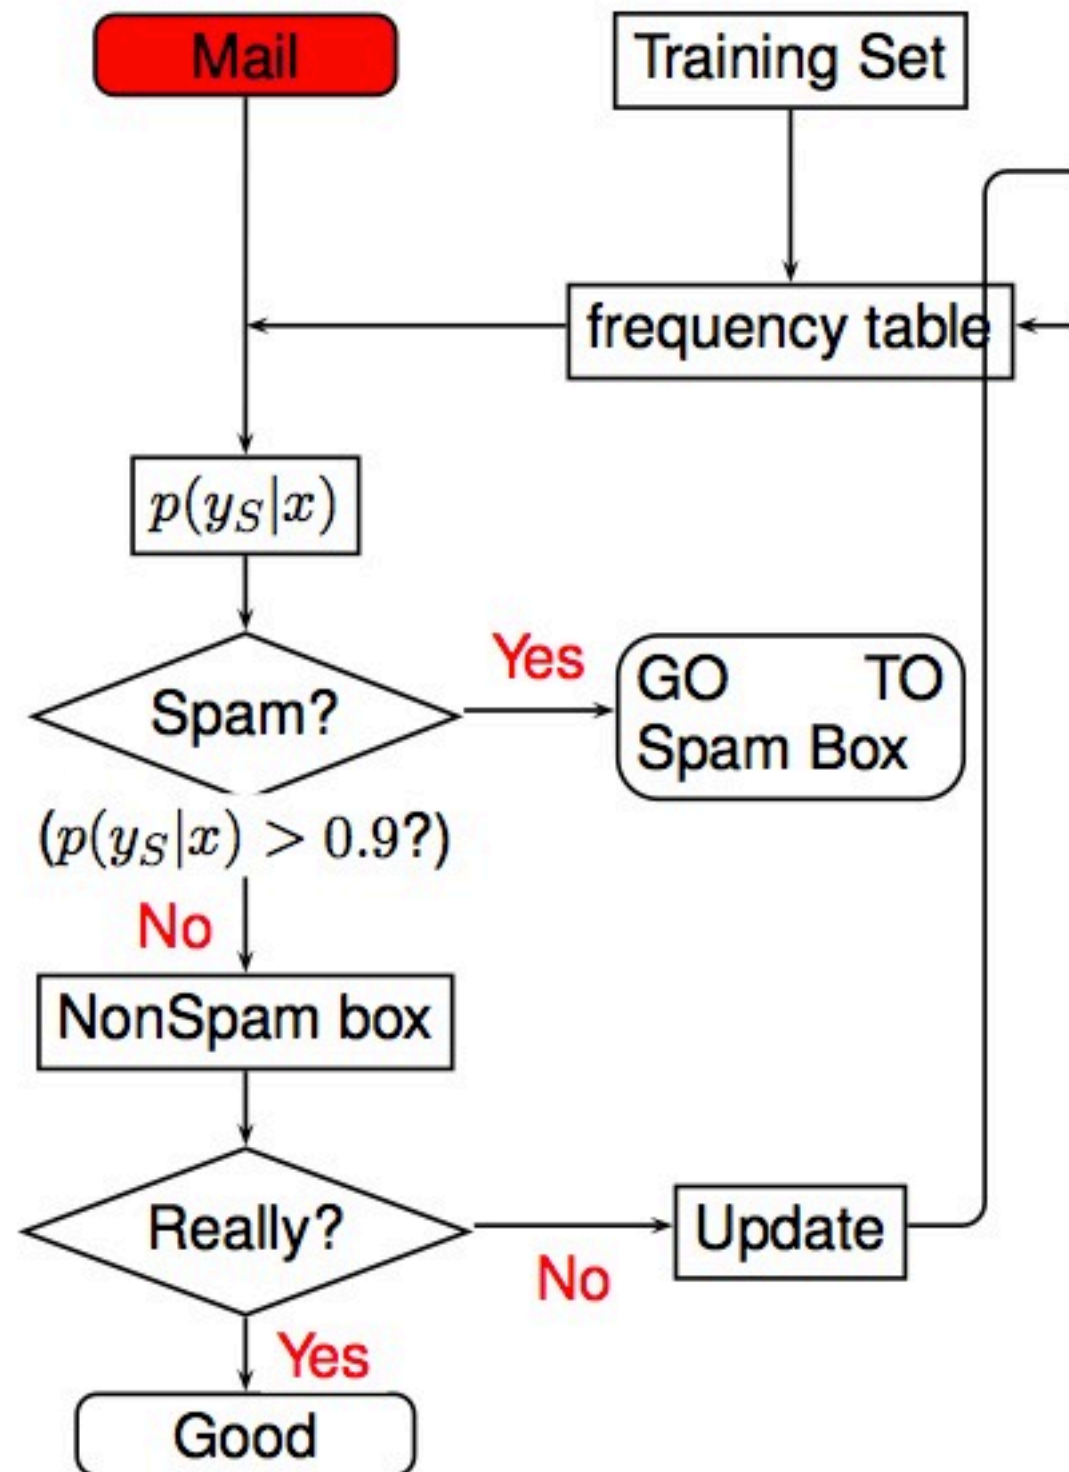 Mail
Training Set
frequency table
p(y_S|x)
Spam?
Yes
GO TO
Spam Box
(p(y_S|x) > 0.9?)
No
NonSpam box
Really?
No
Update
Yes
Good